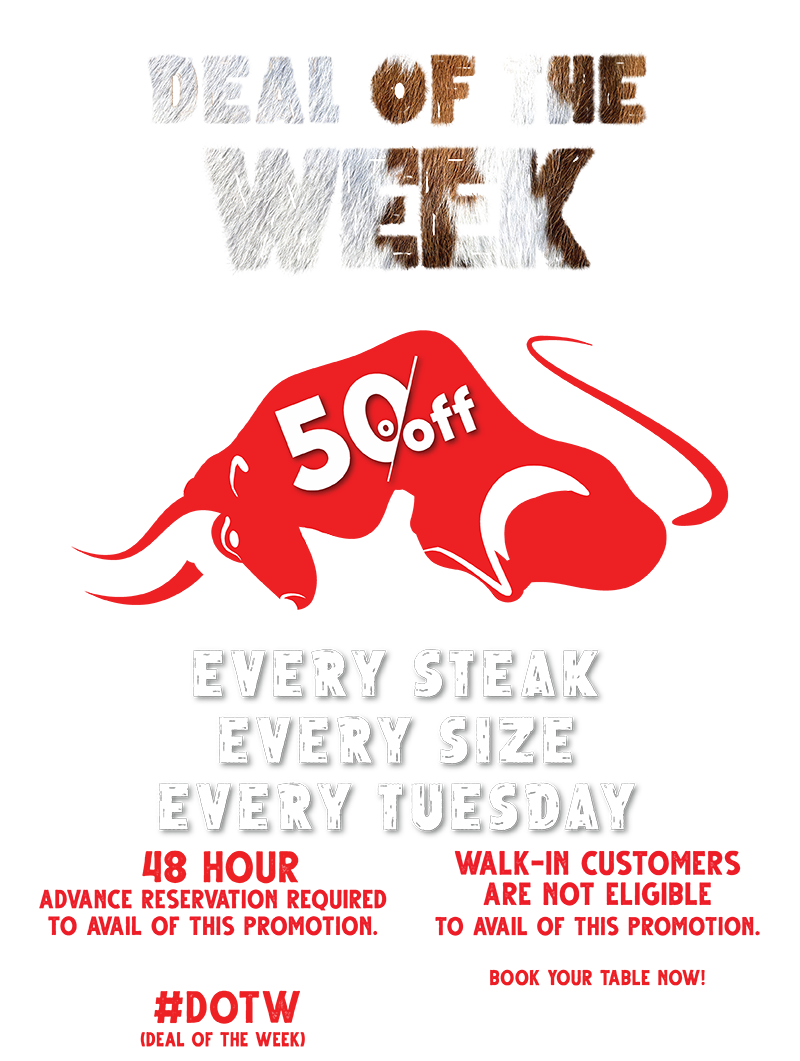 DEAL OF THE
WEEK
50% off
EVERY STEAK
EVERY SIZE
EVERY TUESDAY
48 HOUR
ADVANCE RESERVATION REQUIRED
TO AVAIL OF THIS PROMOTION.
WALK-IN CUSTOMERS
ARE NOT ELIGIBLE
TO AVAIL OF THIS PROMOTION.
BOOK YOUR TABLE NOW!
#DOTW
(DEAL OF THE WEEK)